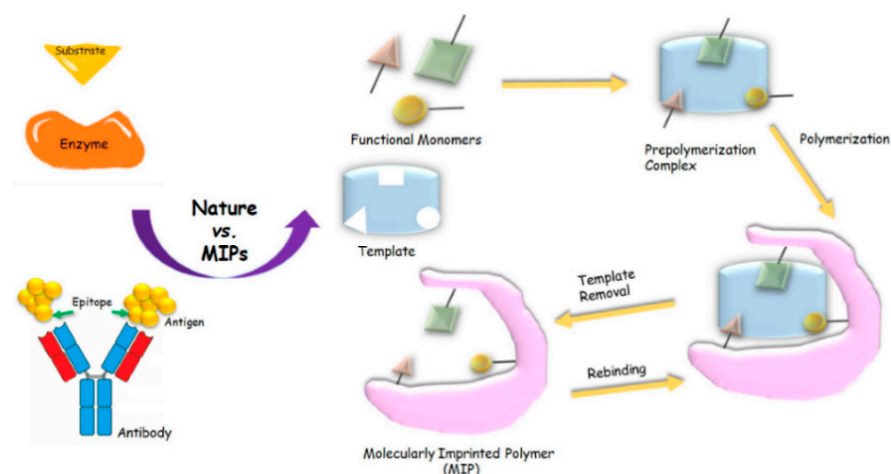 Substrate
Enzyme
Nature
vs.
MIPs
Epitope
Antigen
Antibody
Functional Monomers
Template
Prepolymerization
Complex
Polymerization
Template
Removal
Rebinding
Molecularly Imprinted Polymer
(MIP)